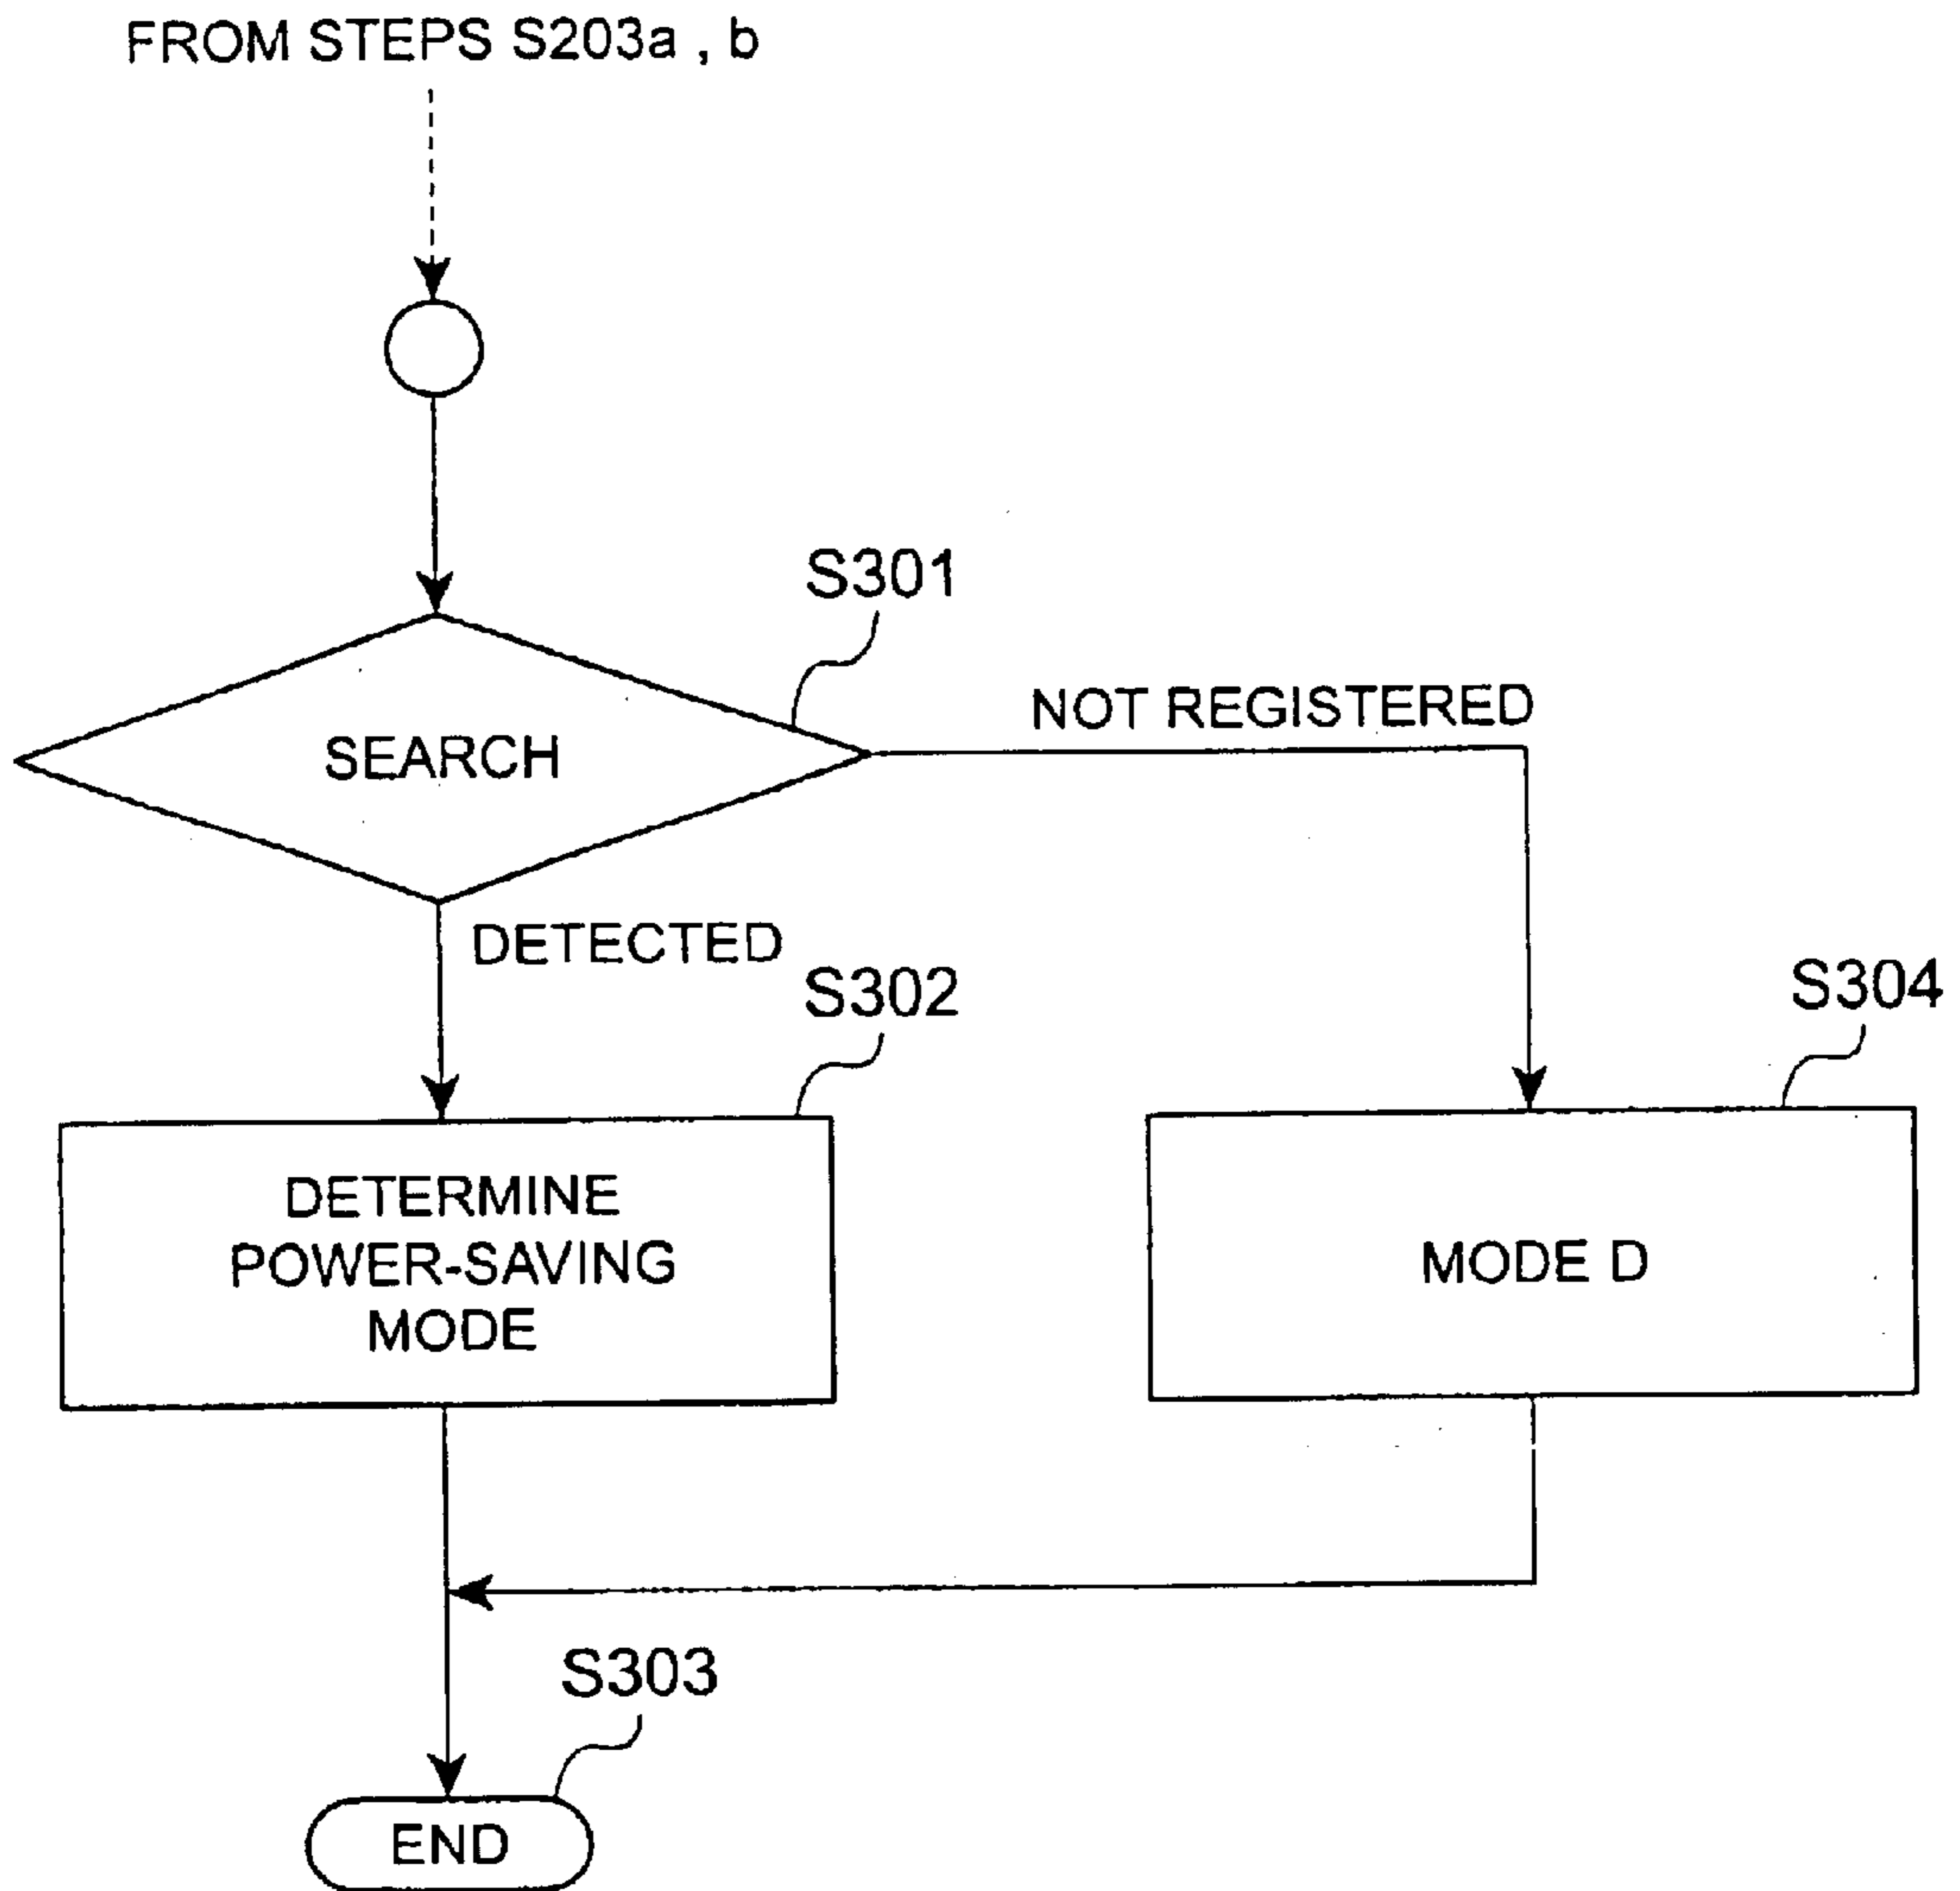 FROM STEPS S203a , b
S301
SEARCH
NOT REGISTERED
DETECTED
S302
S304
DETERMINE
POWER-SAVING
MODE
MODE D
S303
END